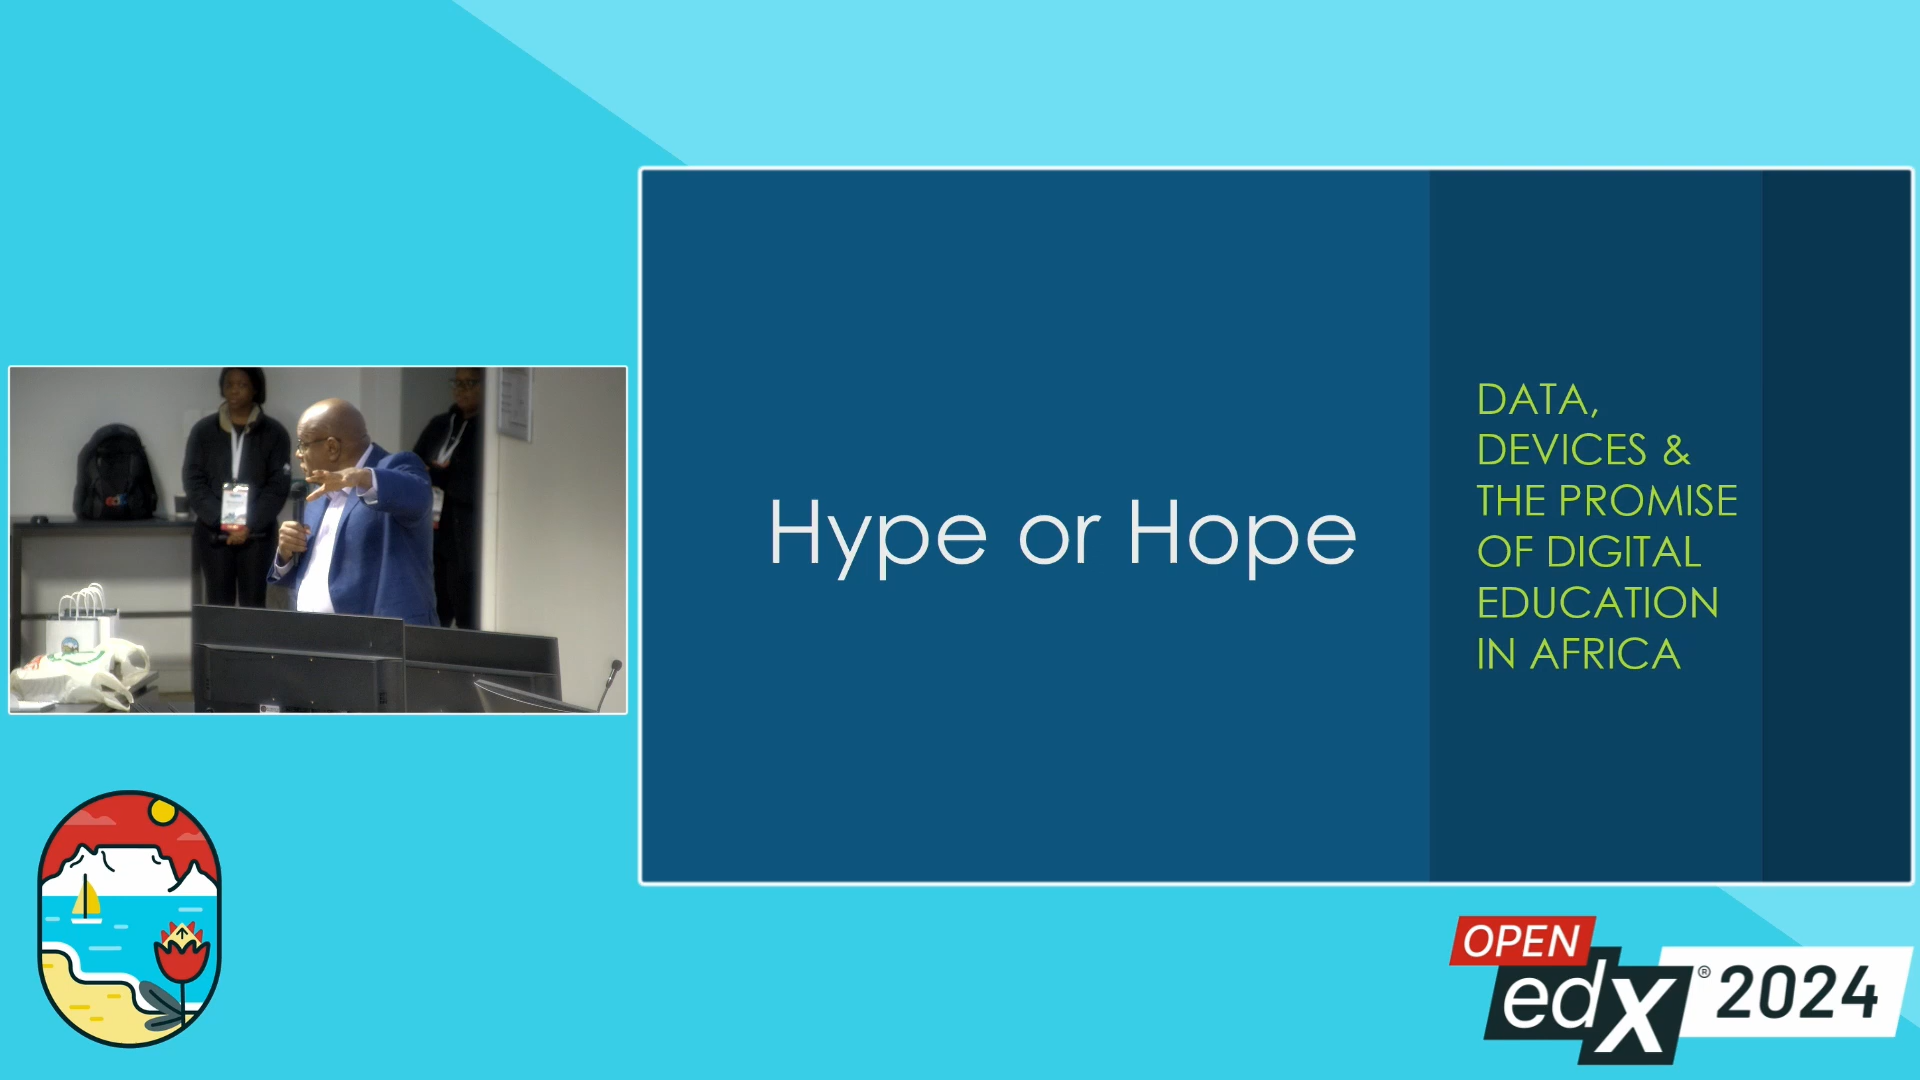 Hype or Hope
DATA,
DEVICES &
THE PROMISE
OF DIGITAL
EDUCATION
IN AFRICA
OPEN
edX® 2024